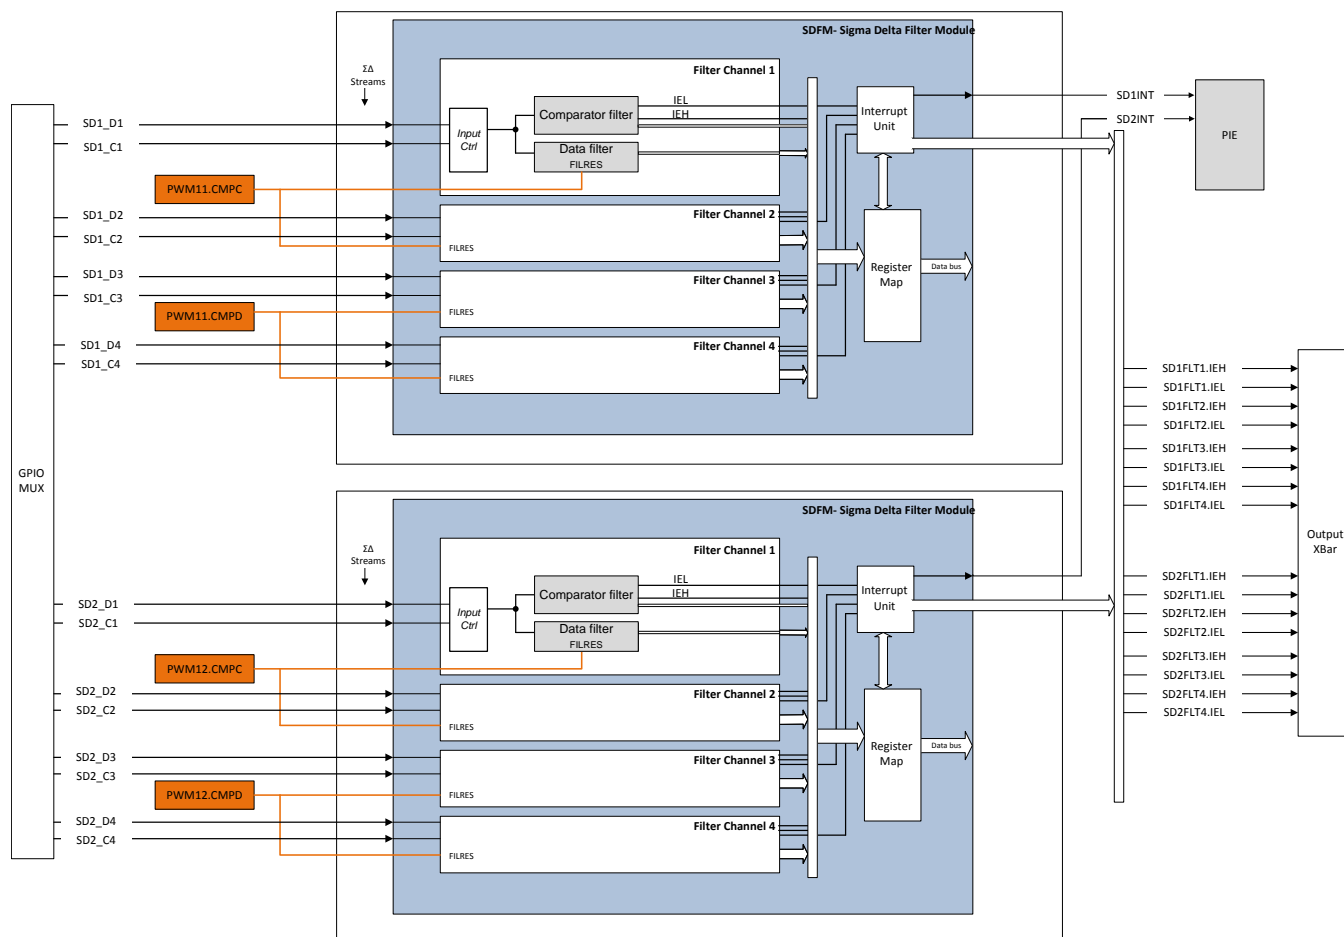 SDFM- Sigma Delta Filter Module
ΣΔ
Streams
Filter Channel 1
IEL
IEH
Comparator filter
Input
Ctrl
Data filter
FILRES
Interrupt
Unit
SD1INT
SD2INT
PIE
SD1_D1
SD1_C1
PWM11.CMPC
SD1_D2
SD1_C2
Filter Channel 2
FILRES
SD1_D3
SD1_C3
Filter Channel 3
FILRES
PWM11.CMPD
SD1_D4
SD1_C4
Filter Channel 4
FILRES
Register
Map
Data bus
GPIO
MUX
SD1FLT1.IEH
SD1FLT1.IEL
SD1FLT2.IEH
SD1FLT2.IEL
SD1FLT3.IEH
SD1FLT3.IEL
SD1FLT4.IEH
SD1FLT4.IEL
Output
XBar
SDFM- Sigma Delta Filter Module
ΣΔ
Streams
Filter Channel 1
IEL
IEH
Comparator filter
Input
Ctrl
Data filter
FILRES
Interrupt
Unit
SD2_D1
SD2_C1
PWM12.CMPC
SD2_D2
SD2_C2
Filter Channel 2
FILRES
SD2_D3
SD2_C3
Filter Channel 3
FILRES
PWM12.CMPD
SD2_D4
SD2_C4
Filter Channel 4
FILRES
Register
Map
Data bus
SD2FLT1.IEH
SD2FLT1.IEL
SD2FLT2.IEH
SD2FLT2.IEL
SD2FLT3.IEH
SD2FLT3.IEL
SD2FLT4.IEH
SD2FLT4.IEL